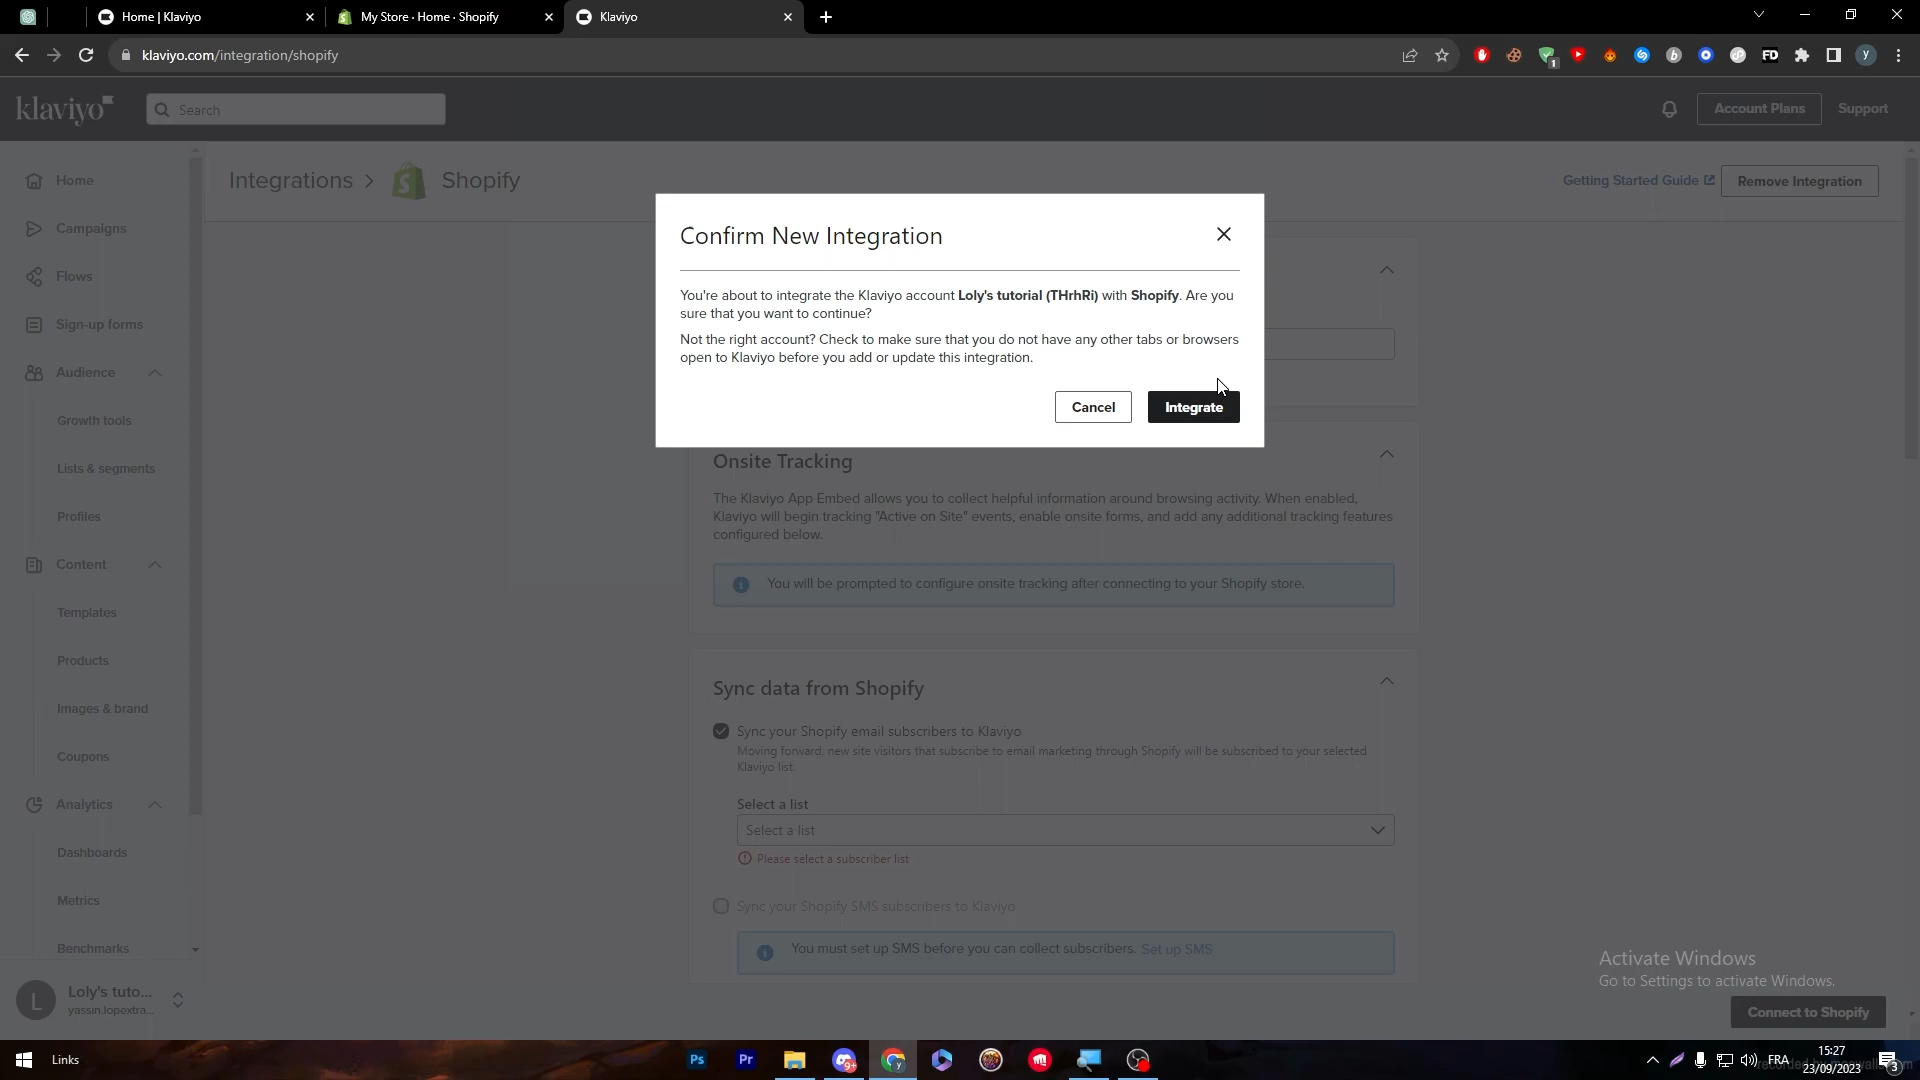 Home | Klaviyo
My Store · Home · Shopify
Klaviyo
klaviyo.com/integration/shopify
1
b
FD
y
klaviyo
Search
Account Plans
Support
Home
Campaigns
Flows
Sign-up forms
Audience
Growth tools
Lists & segments
Profiles
Content
Templates
Products
Images & brand
Coupons
Analytics
Dashboards
Metrics
Benchmarks
L
Loly's tuto...
yassin.lopextra...
Integrations > Shopify
Getting Started Guide
Remove Integration
Confirm New Integration
You're about to integrate the Klaviyo account Loly's tutorial (THrhRi) with Shopify. Are you
sure that you want to continue?
Not the right account? Check to make sure that you do not have any other tabs or browsers
open to Klaviyo before you add or update this integration.
Cancel
Integrate
Onsite Tracking
The Klaviyo App Embed allows you to collect helpful information around browsing activity. When enabled,
Klaviyo will begin tracking "Active on Site" events, enable onsite forms, and add any additional tracking features
configured below.
You will be prompted to configure onsite tracking after connecting to your Shopify store.
Sync data from Shopify
Sync your Shopify email subscribers to Klaviyo
Moving forward, new site visitors that subscribe to email marketing through Shopify will be subscribed to your selected
Klaviyo list.
Select a list
Select a list
Please select a subscriber list
Sync your Shopify SMS subscribers to Klaviyo
You must set up SMS before you can collect subscribers. Set up SMS
Activate Windows
Go to Settings to activate Windows.
Connect to Shopify
Links
Ps
Pr
9+
y
FRA
15:27
23/09/2023
3